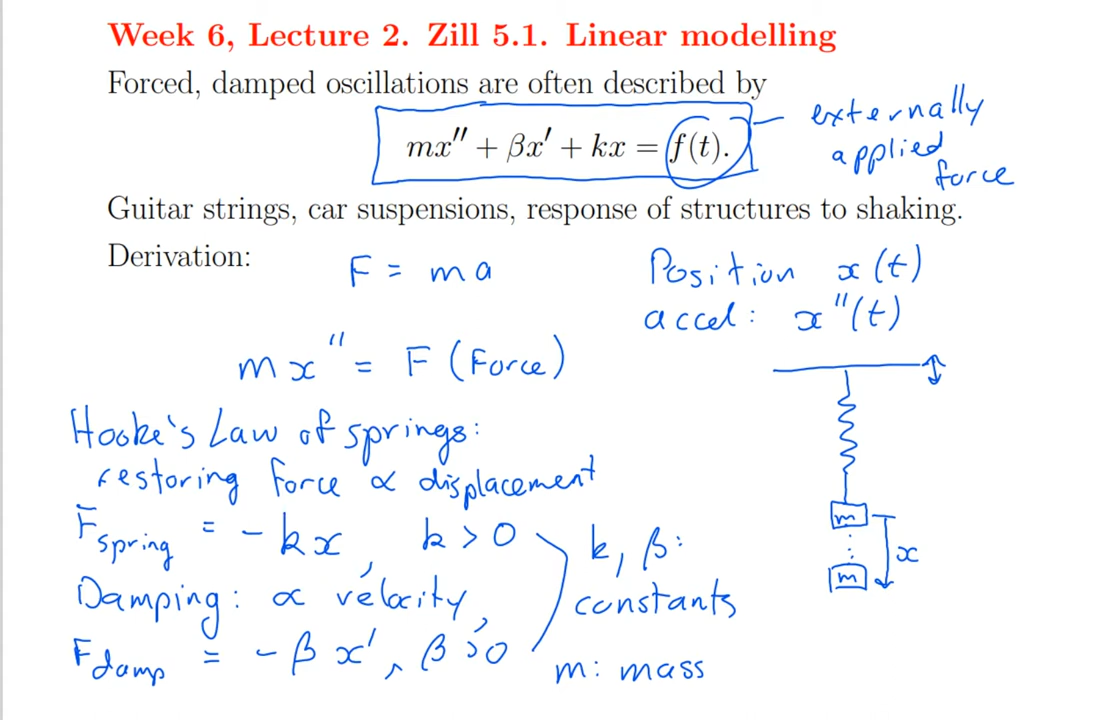 Week 6, Lecture 2. Zill 5.1. Linear modelling
Forced, damped oscillations are often described by
mx'' + βx' + kx = f(t).
externally
applied
force
Guitar strings, car suspensions, response of structures to shaking.
Derivation:
F = ma
Position x(t)
accel: x''(t)
mx'' = F (Force)
Hooke's Law of springs:
restoring force ∝ displacement
Fspring = -kx, k > 0
Damping: ∝ velocity,
Fdamp = -βx', β > 0
k, β:
constants
m: mass
m
m
x